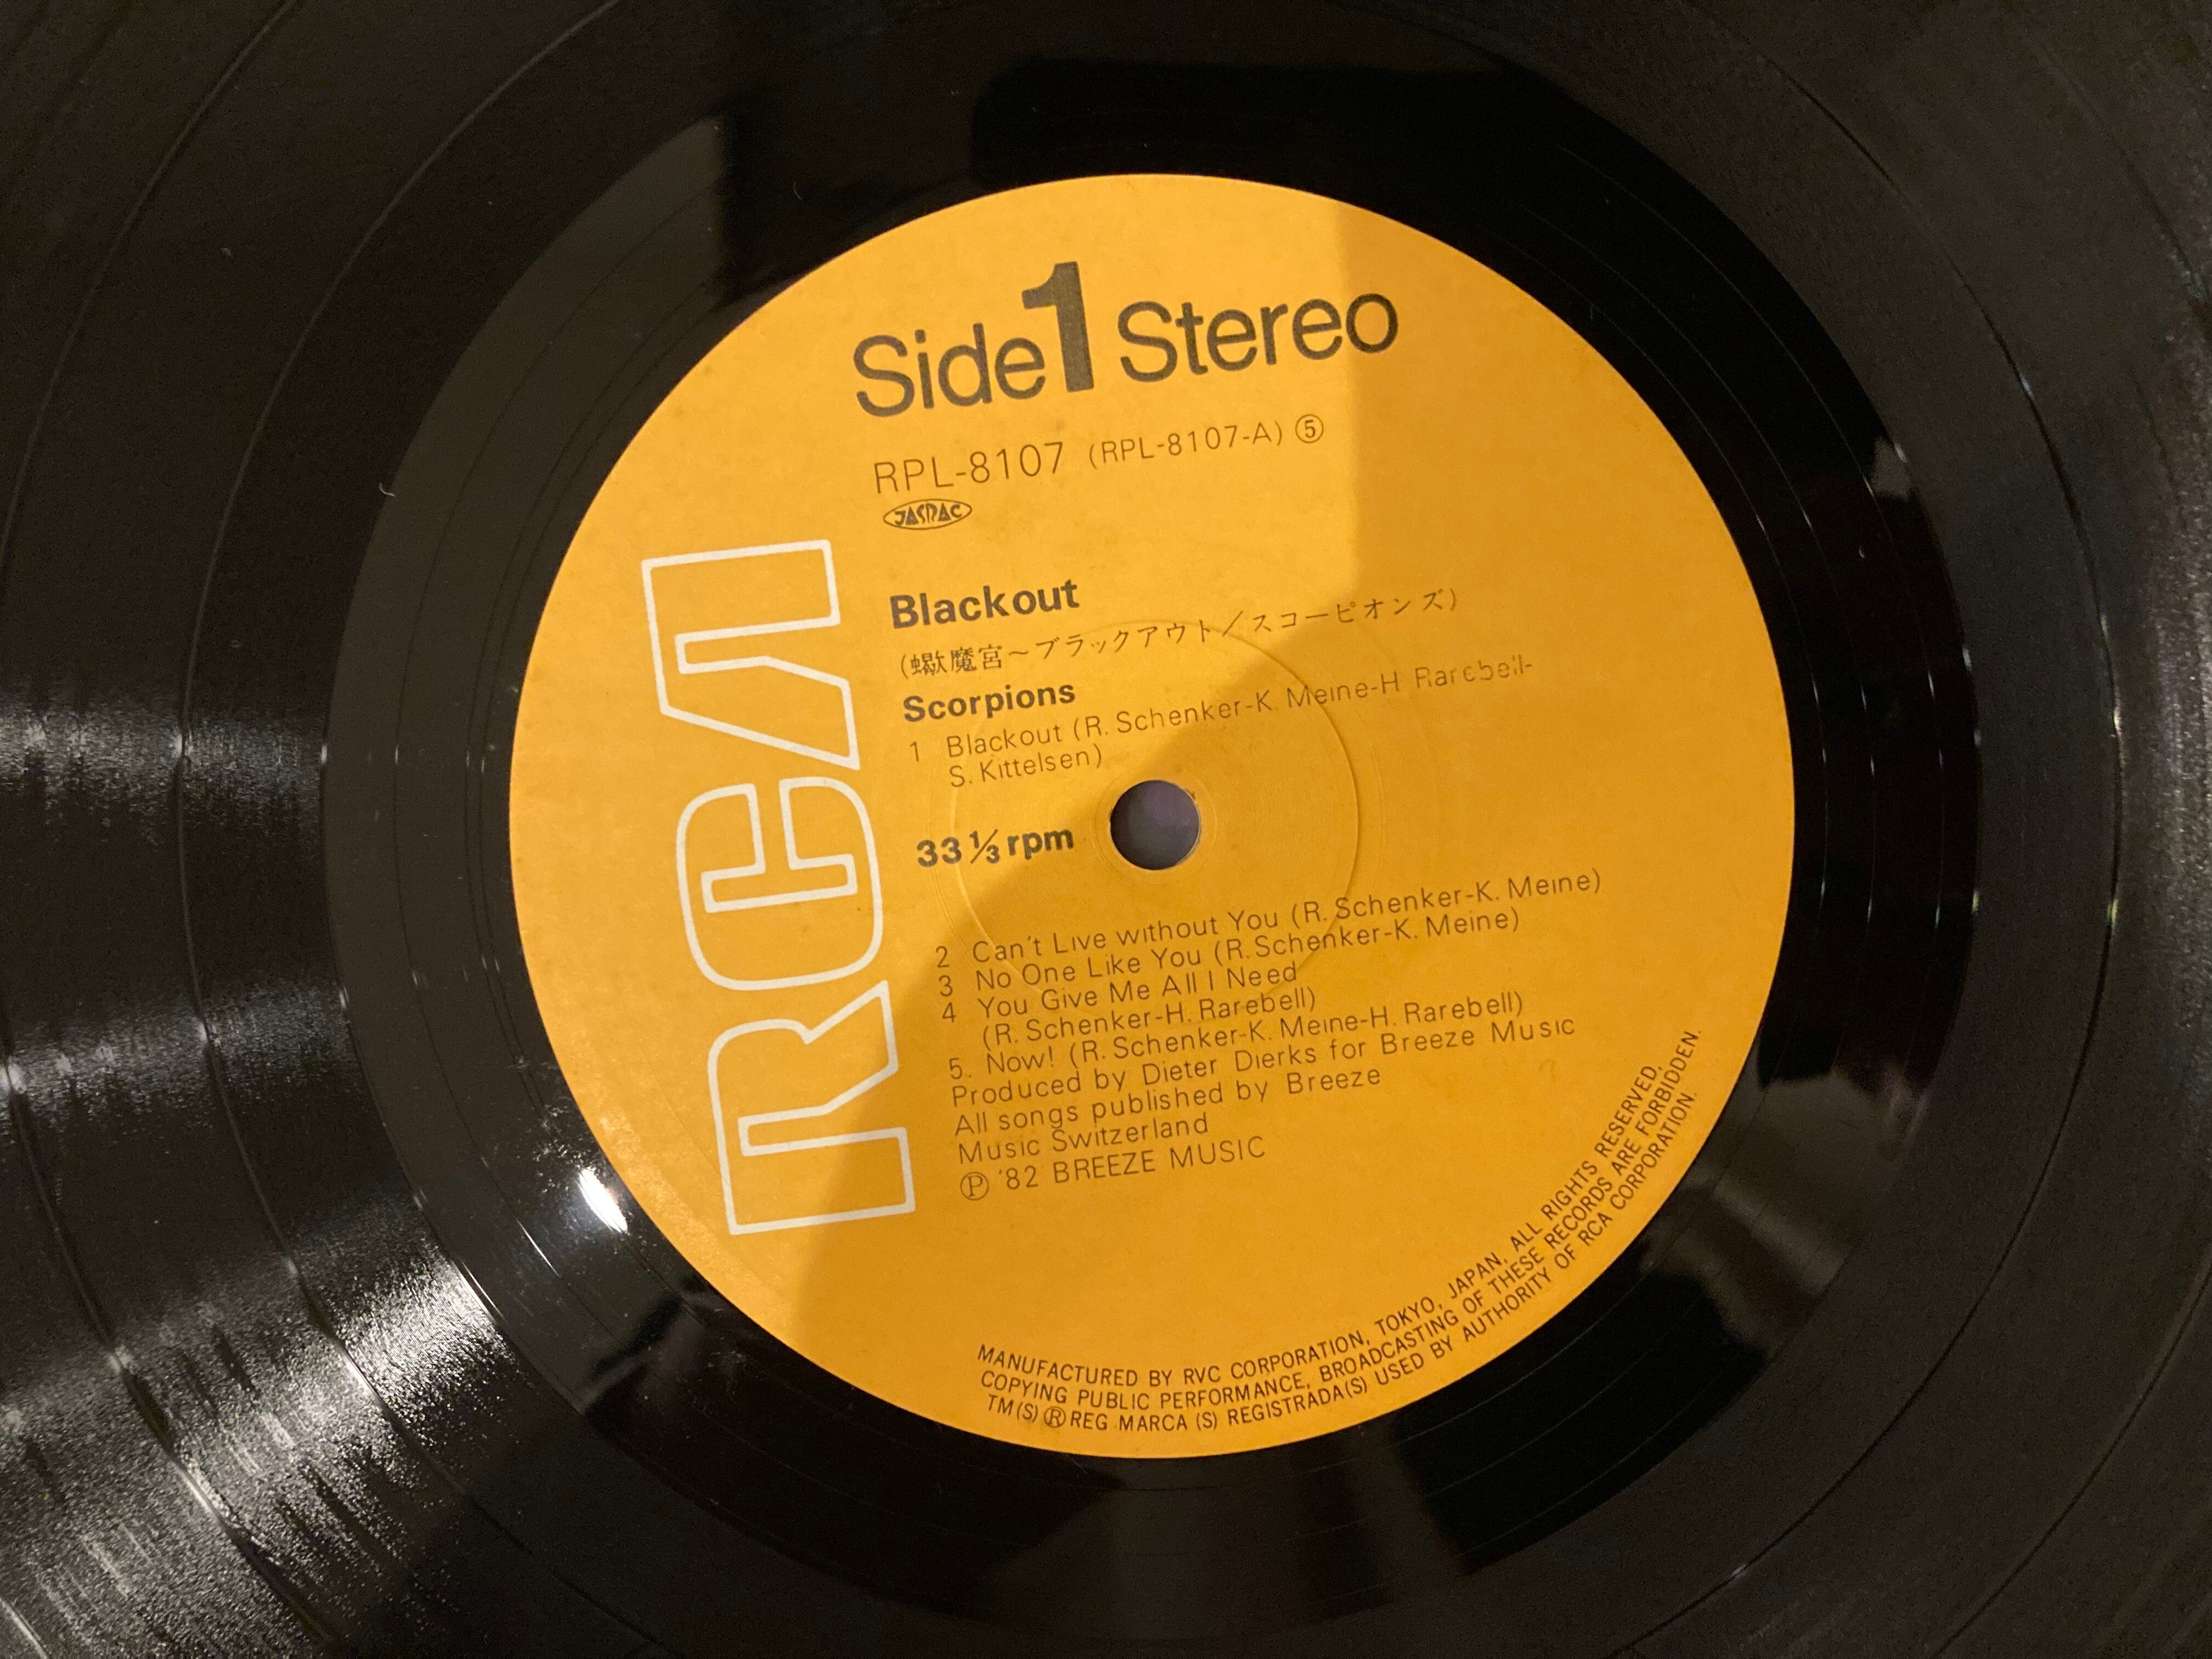 Side 1 Stereo
RPL-8107 (RPL-8107-A) ⑤
JASRAC
RCA
Blackout
(蠍魔宮～ブラックアウト/スコーピオンズ)
Scorpions
1 Blackout (R. Schenker-K. Meine-H Rarebell-
S. Kittelsen)
33 1/3 rpm
2 Can't Live without You (R. Schenker-K. Meine)
3 No One Like You (R. Schenker-K. Meine)
4 You Give Me All I Need
(R. Schenker-H. Rarebell)
5. Now! (R. Schenker-K. Meine-H. Rarebell)
Produced by Dieter Dierks for Breeze Music
All songs published by Breeze
Music Switzerland
Ⓟ '82 BREEZE MUSIC
MANUFACTURED BY RVC CORPORATION, TOKYO, JAPAN, ALL RIGHTS RESERVED,
COPYING PUBLIC PERFORMANCE, BROADCASTING OF THESE RECORDS ARE FORBIDDEN.
TM(S) ® REG. MARCA (S) REGISTRADA(S) USED BY AUTHORITY OF RCA CORPORATION.